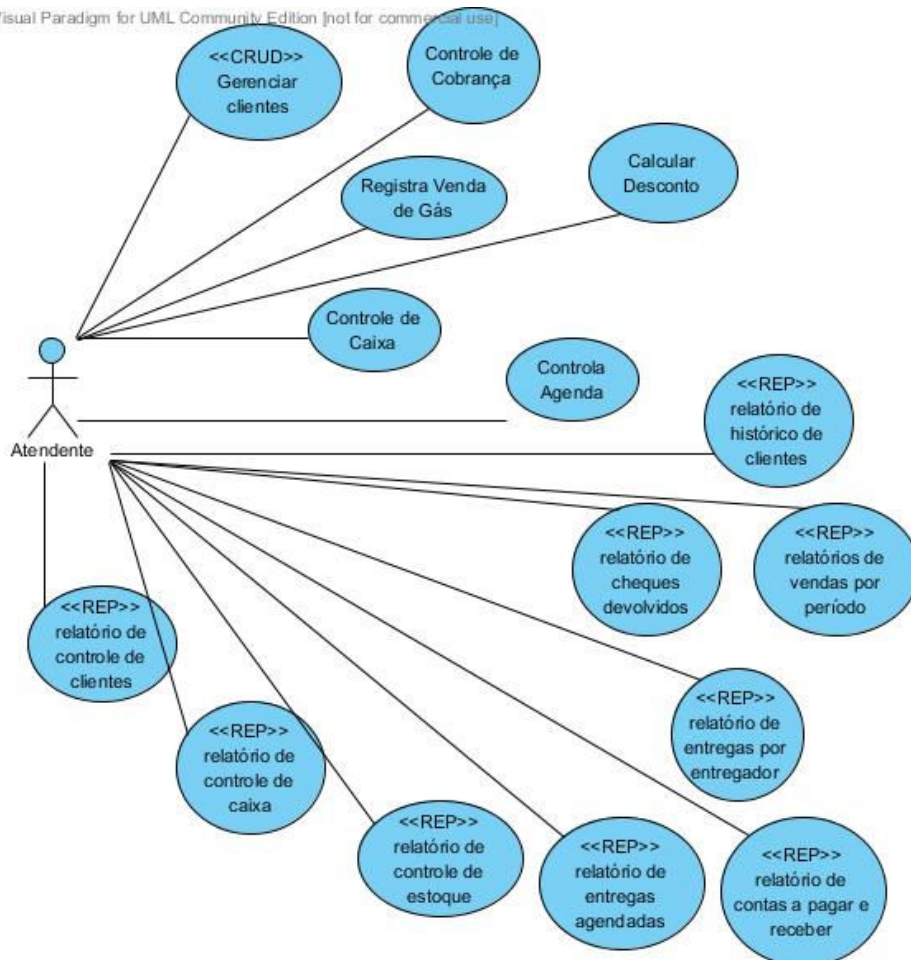 Visual Paradigm for UML Community Edition [not for commercial use]
<<CRUD>>
Gerenciar
clientes
Controle de
Cobrança
Registra Venda
de Gás
Calcular
Desconto
Controle de
Caixa
Controla
Agenda
Atendente
<<REP>>
relatório de
histórico de
clientes
<<REP>>
relatório de
cheques
devolvidos
<<REP>>
relatórios de
vendas por
período
<<REP>>
relatório de
controle de
clientes
<<REP>>
relatório de
entregas por
entregador
<<REP>>
relatório de
controle de
caixa
<<REP>>
relatório de
controle de
estoque
<<REP>>
relatório de
entregas
agendadas
<<REP>>
relatório de
contas a pagar e
receber